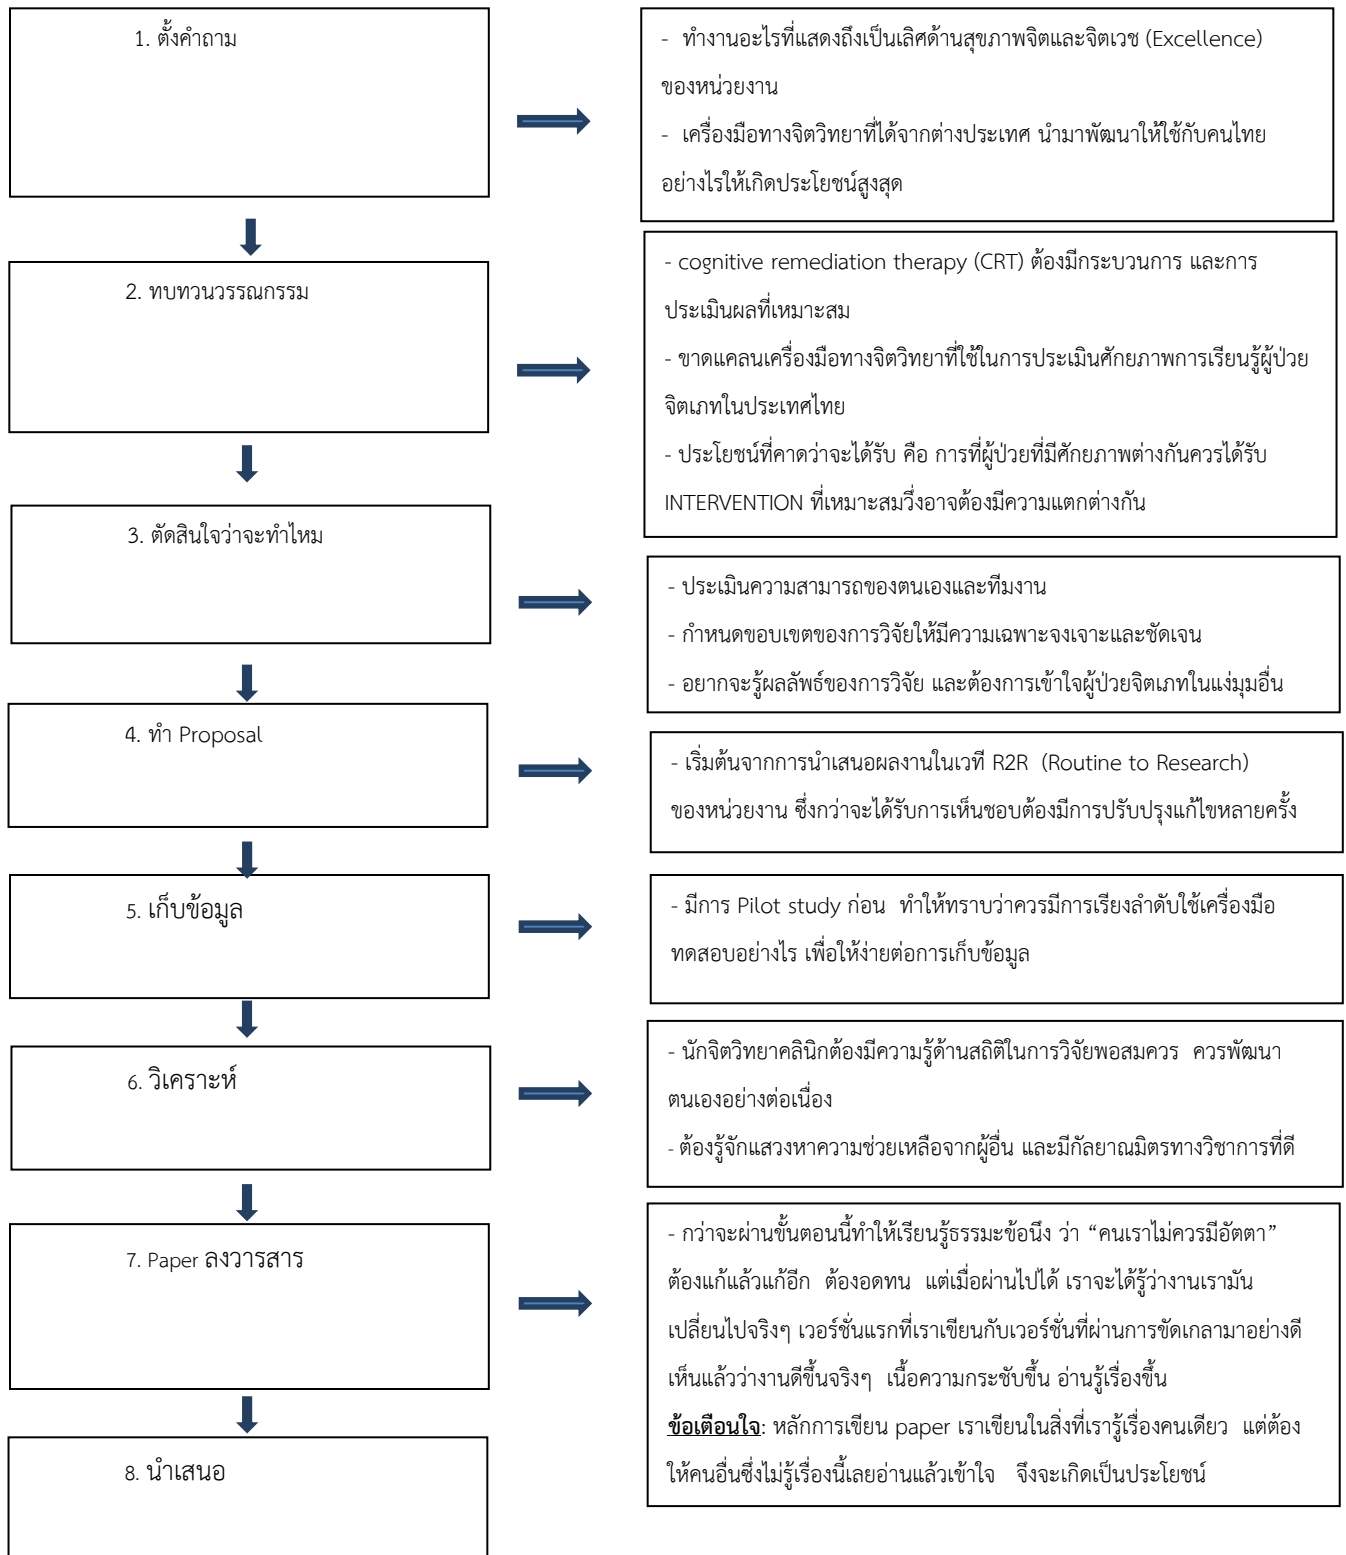 1. ตั้งคำถาม
- ทำงานอะไรที่แสดงถึงเป็นเลิศด้านสุขภาพจิตและจิตเวช (Excellence)
ของหน่วยงาน
- เครื่องมือทางจิตวิทยาที่ได้จากต่างประเทศ นำมาพัฒนาให้ใช้กับคนไทย
อย่างไรให้เกิดประโยชน์สูงสุด
2. ทบทวนวรรณกรรม
- cognitive remediation therapy (CRT) ต้องมีกระบวนการ และการ
ประเมินผลที่เหมาะสม
- ขาดแคลนเครื่องมือทางจิตวิทยาที่ใช้ในการประเมินศักยภาพการเรียนรู้ผู้ป่วย
จิตเภทในประเทศไทย
- ประโยชน์ที่คาดว่าจะได้รับ คือ การที่ผู้ป่วยที่มีศักยภาพต่างกันควรได้รับ
INTERVENTION ที่เหมาะสมวึ่งอาจต้องมีความแตกต่างกัน
3. ตัดสินใจว่าจะทำไหม
- ประเมินความสามารถของตนเองและทีมงาน
- กำหนดขอบเขตของการวิจัยให้มีความเฉพาะจงเจาะและชัดเจน
- อยากจะรู้ผลลัพธ์ของการวิจัย และต้องการเข้าใจผู้ป่วยจิตเภทในแง่มุมอื่น
4. ทำ Proposal
- เริ่มต้นจากการนำเสนอผลงานในเวที R2R (Routine to Research)
ของหน่วยงาน ซึ่งกว่าจะได้รับการเห็นชอบต้องมีการปรับปรุงแก้ไขหลายครั้ง
5. เก็บข้อมูล
- มีการ Pilot study ก่อน ทำให้ทราบว่าควรมีการเรียงลำดับใช้เครื่องมือ
ทดสอบอย่างไร เพื่อให้ง่ายต่อการเก็บข้อมูล
6. วิเคราะห์
- นักจิตวิทยาคลินิกต้องมีความรู้ด้านสถิติในการวิจัยพอสมควร ควรพัฒนา
ตนเองอย่างต่อเนื่อง
- ต้องรู้จักแสวงหาความช่วยเหลือจากผู้อื่น และมีกัลยาณมิตรทางวิชาการที่ดี
7. Paper ลงวารสาร
- กว่าจะผ่านขั้นตอนนี้ทำให้เรียนรู้ธรรมะข้อนึง ว่า “คนเราไม่ควรมีอัตตา”
ต้องแก้แล้วแก้อีก ต้องอดทน แต่เมื่อผ่านไปได้ เราจะได้รู้ว่างานเรามัน
เปลี่ยนไปจริงๆ เวอร์ชั่นแรกที่เราเขียนกับเวอร์ชั่นที่ผ่านการขัดเกลามาอย่างดี
เห็นแล้วว่างานดีขึ้นจริงๆ เนื้อความกระชับขึ้น อ่านรู้เรื่องขึ้น
ข้อเตือนใจ: หลักการเขียน paper เราเขียนในสิ่งที่เรารู้เรื่องคนเดียว แต่ต้อง
ให้คนอื่นซึ่งไม่รู้เรื่องนี้เลยอ่านแล้วเข้าใจ จึงจะเกิดเป็นประโยชน์
8. นำเสนอ